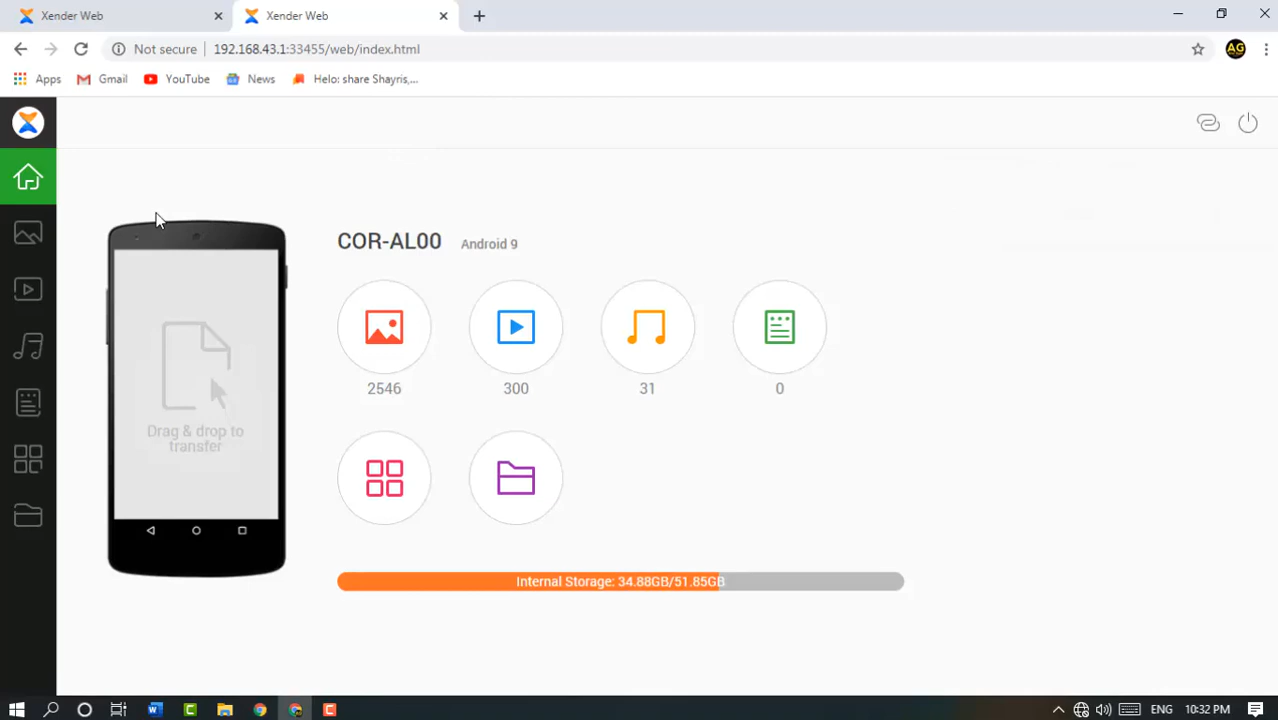 Xender Web
Xender Web
Not secure 192.168.43.1:33455/web/index.html
AG
Apps Gmail YouTube News Helo: share Shayris,...
COR-AL00 Android 9
2546 300 31 0
Drag & drop to
transfer
Internal Storage: 34.88GB/51.85GB
ENG 10:32 PM